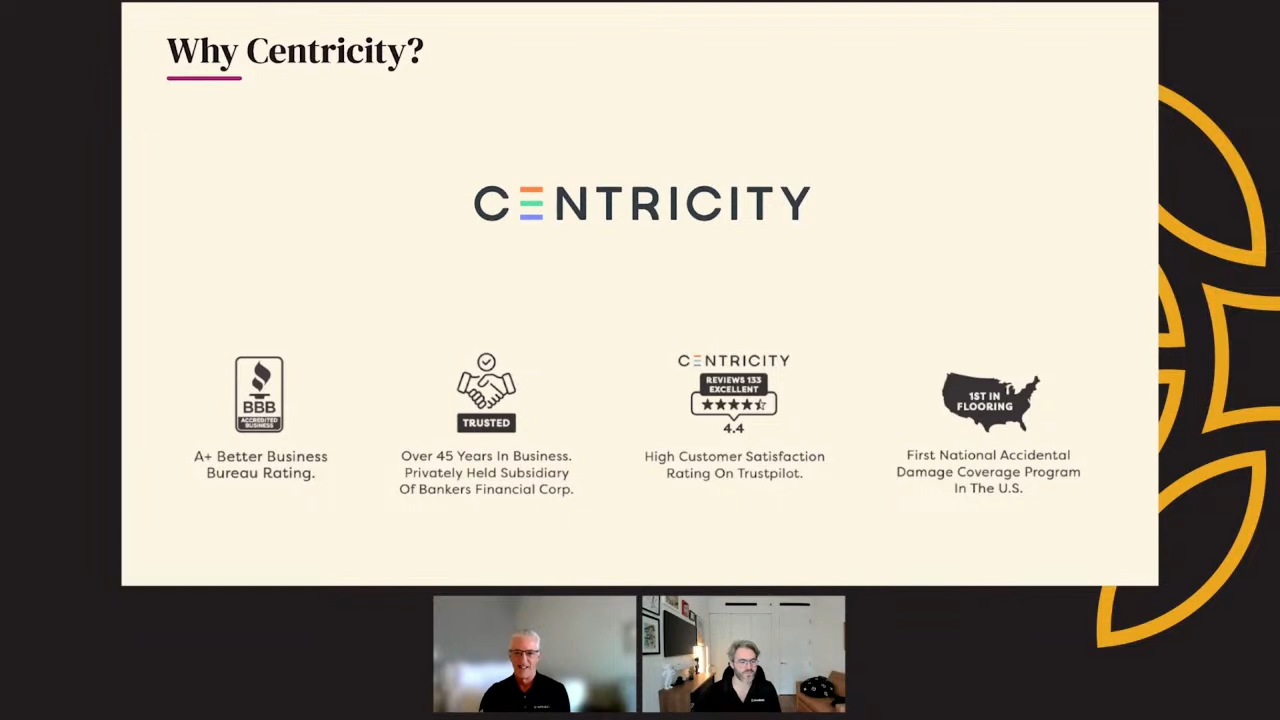 Why Centricity?
CENTRICITY
BBB
ACCREDITED
BUSINESS
A+ Better Business
Bureau Rating.
TRUSTED
Over 45 Years In Business.
Privately Held Subsidiary
Of Bankers Financial Corp.
CENTRICITY
REVIEWS 133
EXCELLENT
4.4
High Customer Satisfaction
Rating On Trustpilot.
1ST IN
FLOORING
First National Accidental
Damage Coverage Program
In The U.S.